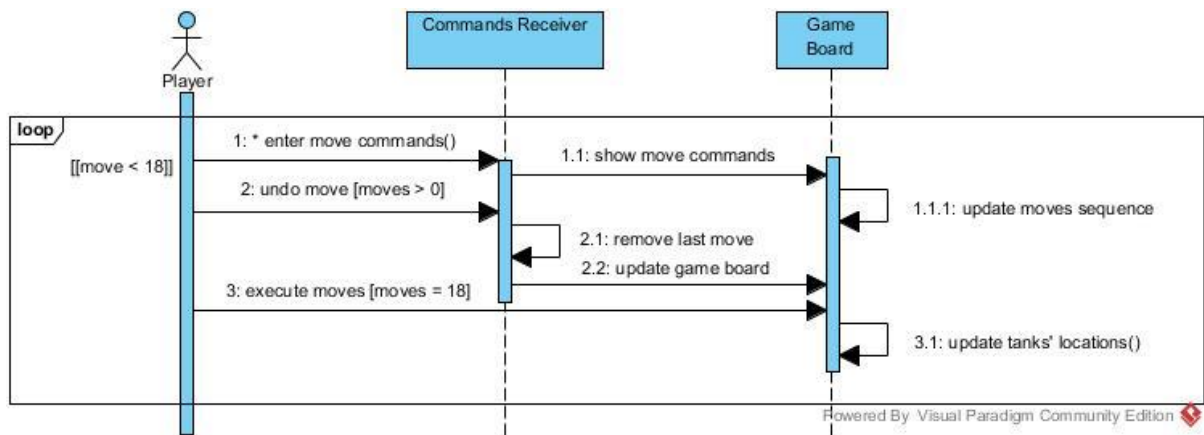 Commands Receiver
Game
Board
Player
loop
1: * enter move commands()
1.1: show move commands
[[move < 18]]
2: undo move [moves > 0]
1.1.1: update moves sequence
2.1: remove last move
2.2: update game board
3: execute moves [moves = 18]
3.1: update tanks' locations()
Powered By Visual Paradigm Community Edition